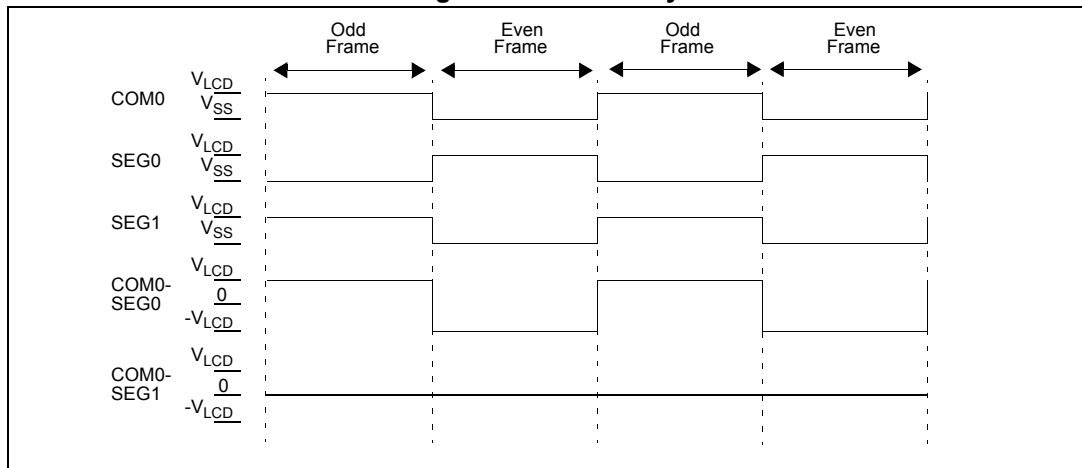 Odd Frame
Even Frame
Odd Frame
Even Frame
COM0
VLCD
VSS
SEG0
VLCD
VSS
SEG1
VLCD
VSS
COM0-SEG0
VLCD
0
-VLCD
COM0-SEG1
VLCD
0
-VLCD